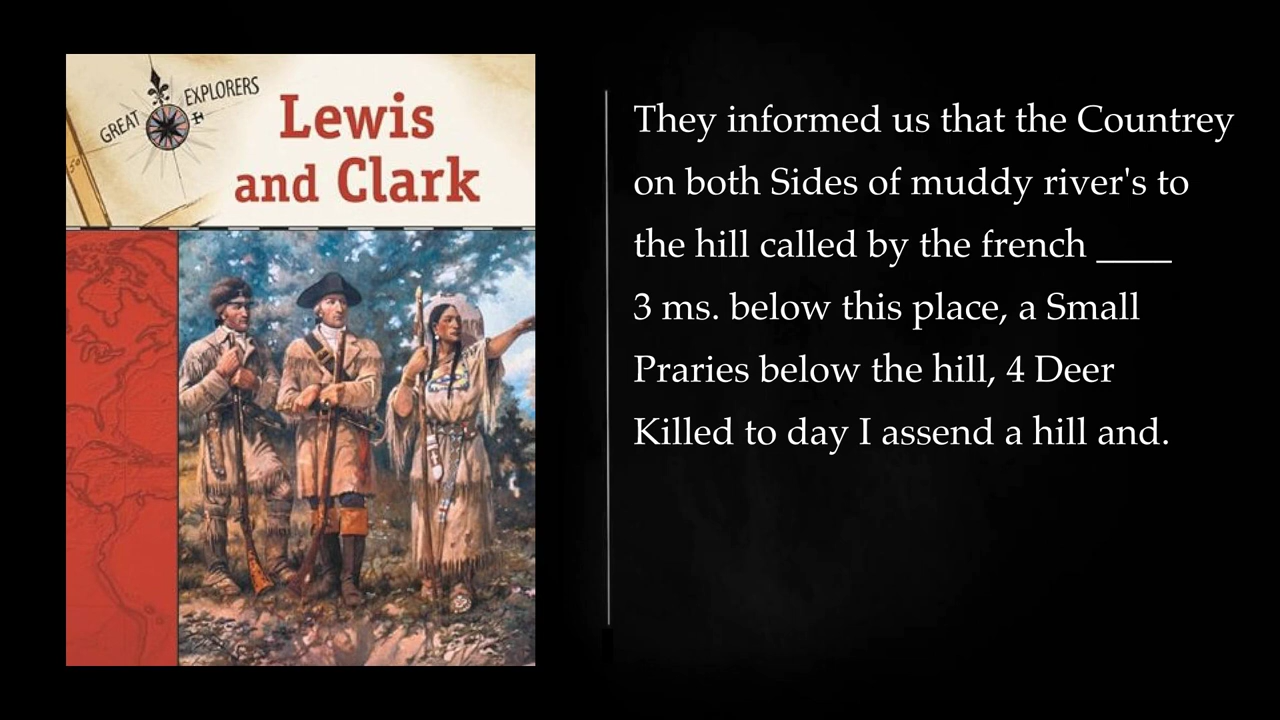 GREAT EXPLORERS
Lewis
and Clark
50
They informed us that the Countrey
on both Sides of muddy river's to
the hill called by the french ____
3 ms. below this place, a Small
Praries below the hill, 4 Deer
Killed to day I assend a hill and.